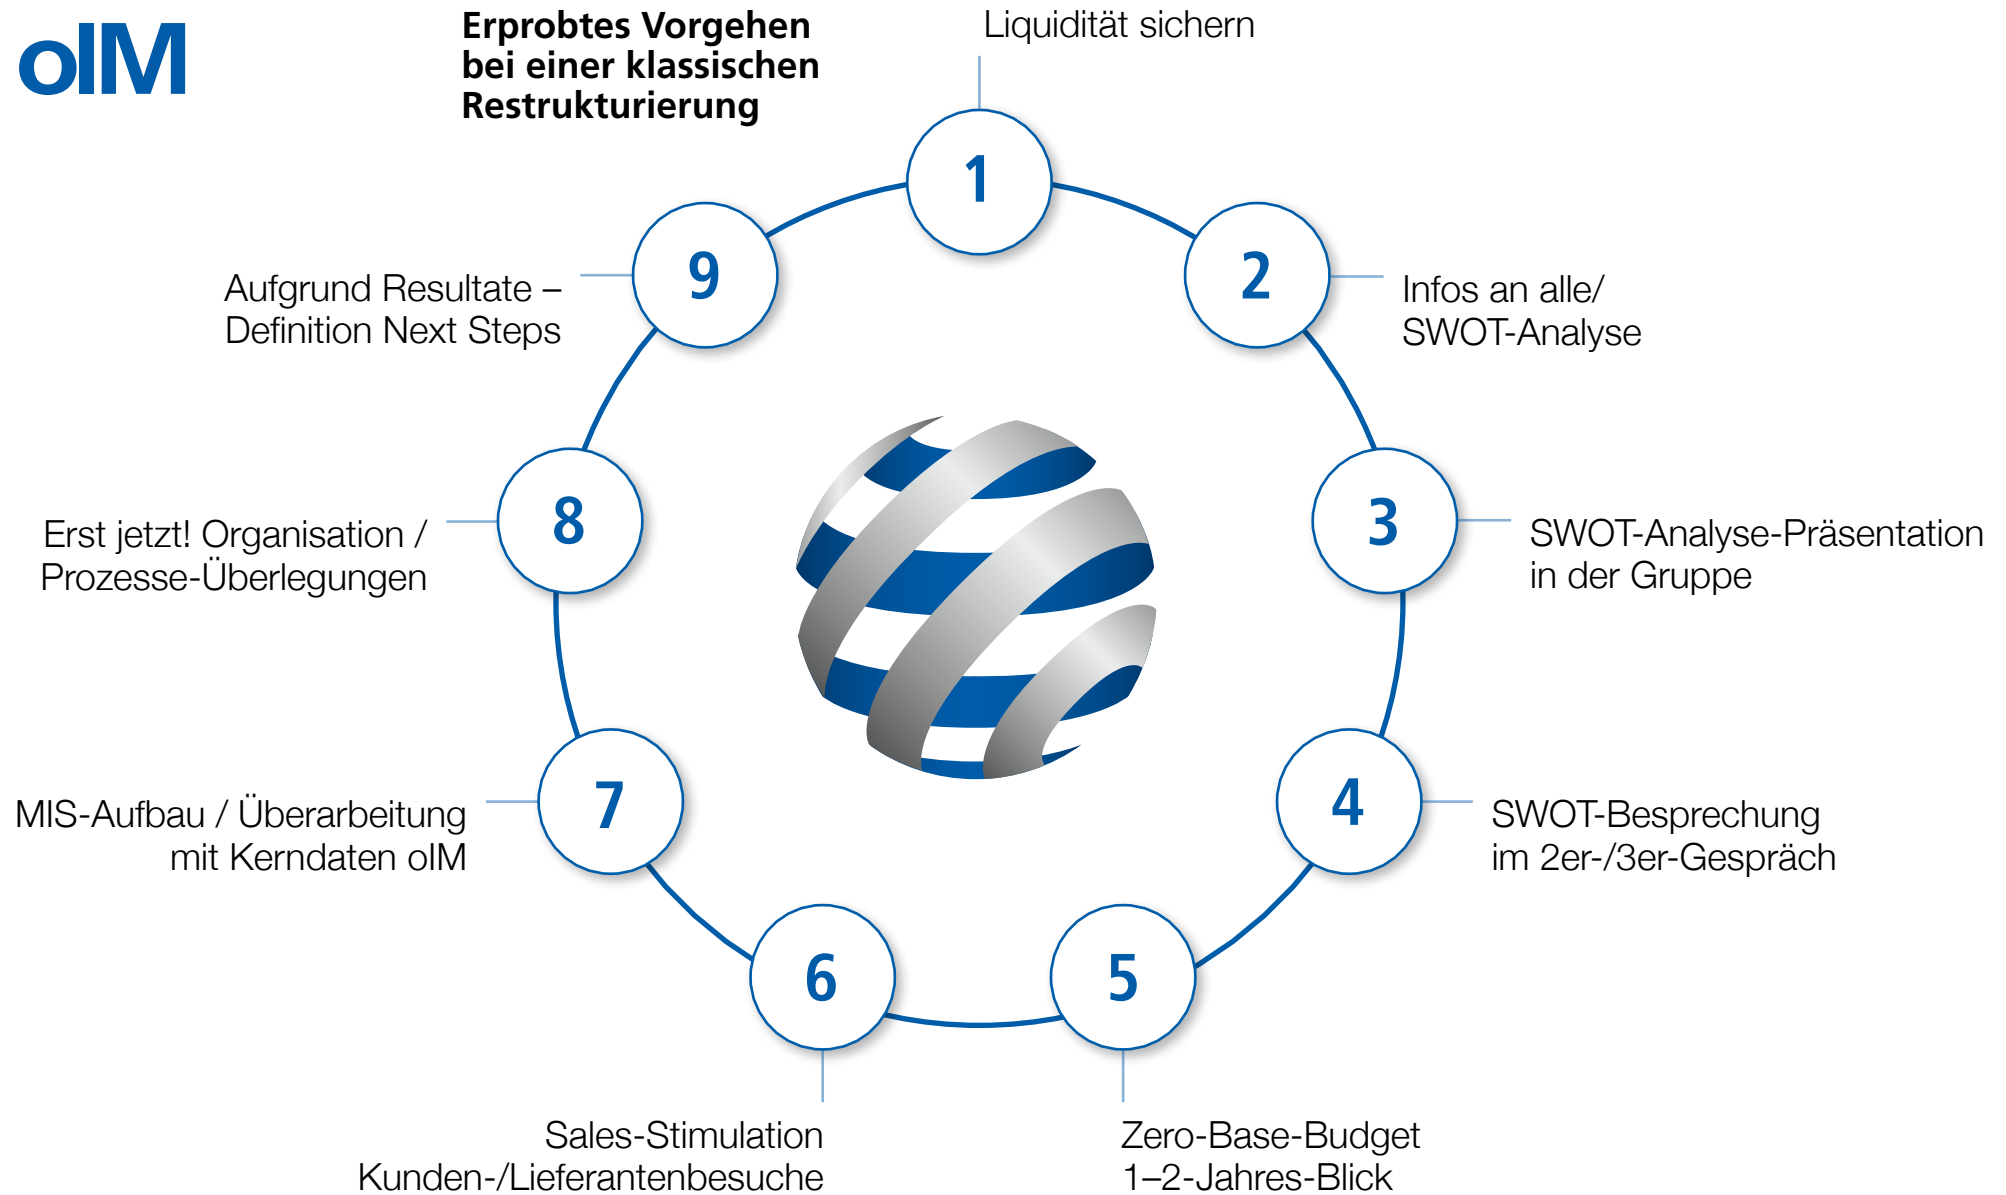 oIM
Erprobtes Vorgehen
bei einer klassischen
Restrukturierung
1
Liquidität sichern
2
Infos an alle/
SWOT-Analyse
3
SWOT-Analyse-Präsentation
in der Gruppe
4
SWOT-Besprechung
im 2er-/3er-Gespräch
5
Zero-Base-Budget
1–2-Jahres-Blick
6
Sales-Stimulation
Kunden-/Lieferantenbesuche
7
MIS-Aufbau / Überarbeitung
mit Kerndaten oIM
8
Erst jetzt! Organisation /
Prozesse-Überlegungen
9
Aufgrund Resultate –
Definition Next Steps